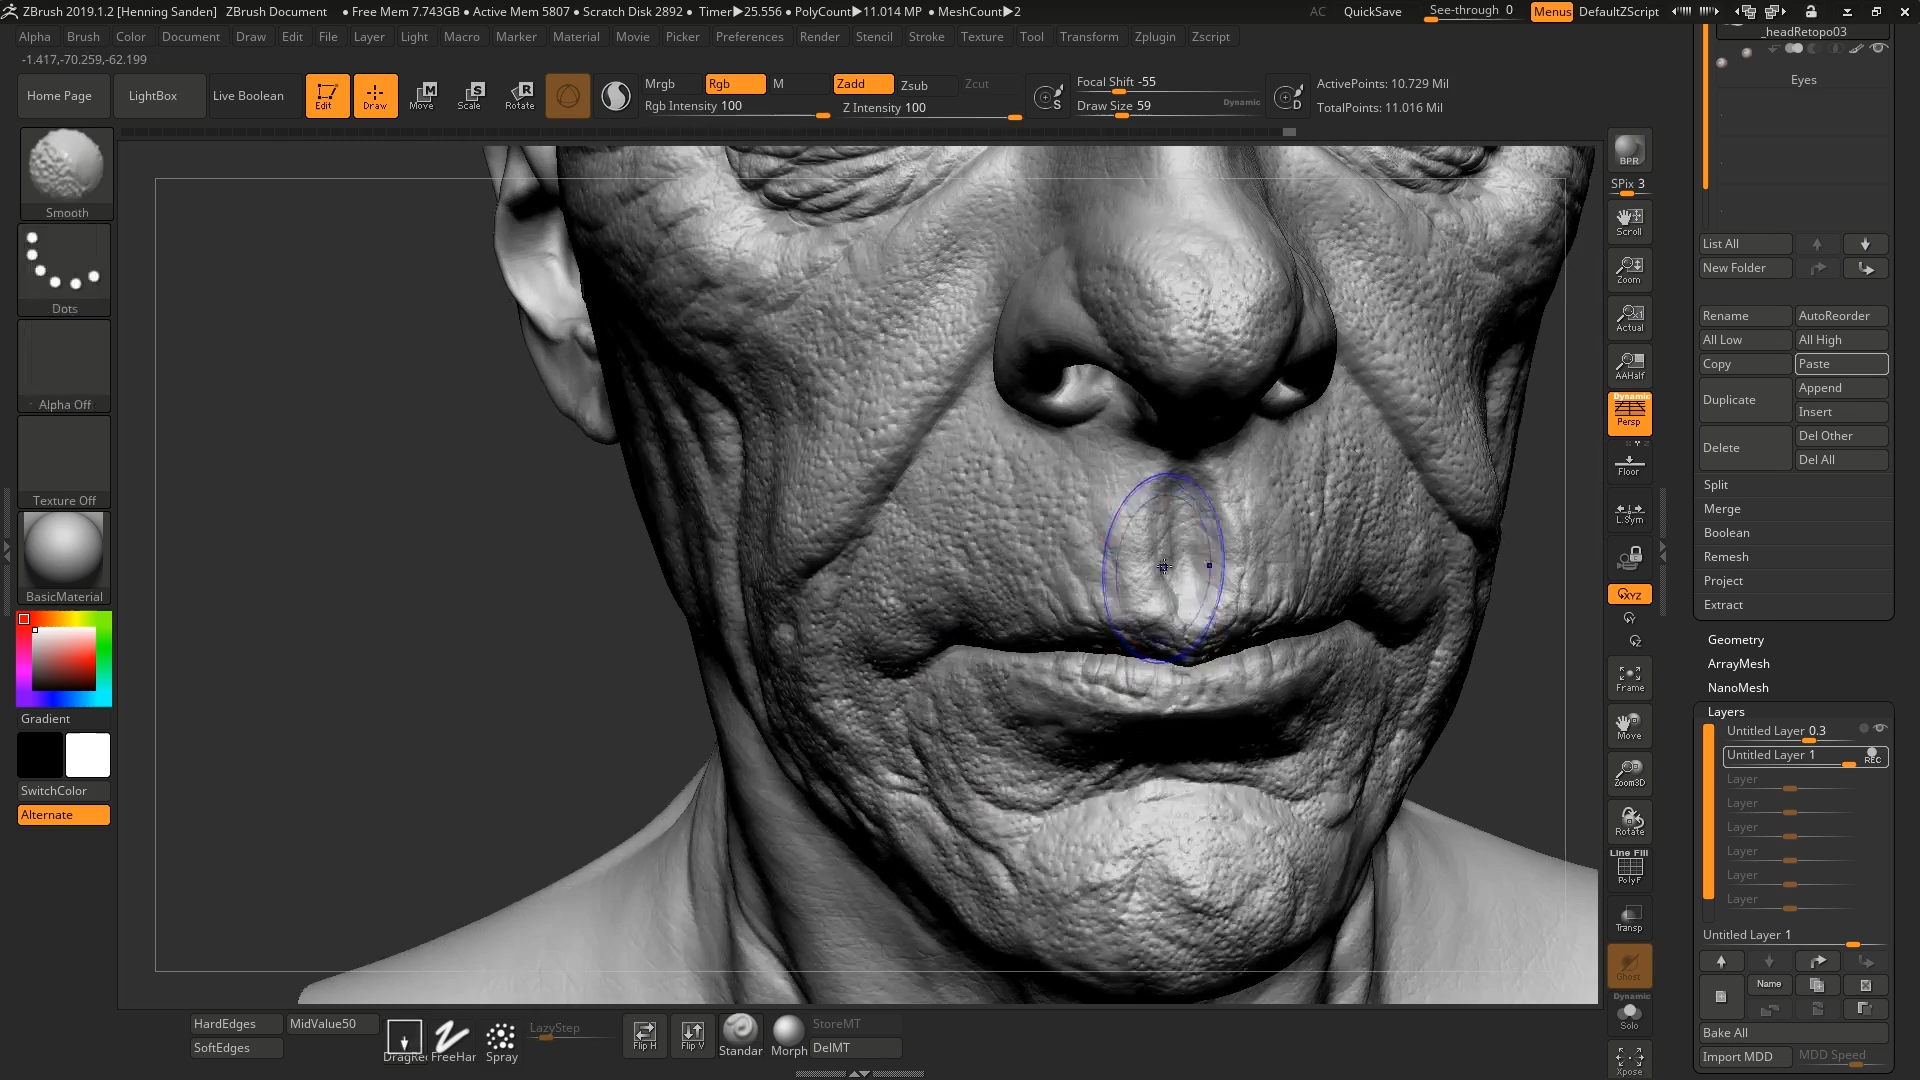 ZBrush 2019.1.2 [Henning Sanden] ZBrush Document • Free Mem 7.743GB • Active Mem 5807 • Scratch Disk 2892 • Timer▶25.556 • PolyCount▶11.014 MP • MeshCount▶2 AC QuickSave See-through 0 Menus DefaultZScript
Alpha Brush Color Document Draw Edit File Layer Light Macro Marker Material Movie Picker Preferences Render Stencil Stroke Texture Tool Transform Zplugin Zscript
-1.417,-70.259,-62.199
Home Page LightBox Live Boolean Edit Draw Move Scale Rotate
Mrgb Rgb M Zadd Zsub Zcut
Rgb Intensity 100 Z Intensity 100
Focal Shift -55
Draw Size 59 Dynamic
ActivePoints: 10.729 Mil
TotalPoints: 11.016 Mil
Smooth
Dots
Alpha Off
Texture Off
BasicMaterial
Gradient
SwitchColor
Alternate
BPR
SPix 3
Scroll
Zoom
Actual
AAHalf
Dynamic
Persp
Floor
L.Sym
XYZ
Frame
Move
Zoom3D
Rotate
Line Fill
PolyF
Transp
Ghost
Dynamic
Solo
Xpose
_headRetopo03
Eyes
List All
New Folder
Rename AutoReorder
All Low All High
Copy Paste
Duplicate Append
Insert
Delete Del Other
Del All
Split
Merge
Boolean
Remesh
Project
Extract
Geometry
ArrayMesh
NanoMesh
Layers
Untitled Layer 0.3
Untitled Layer 1 REC
Layer
Layer
Layer
Layer
Layer
Layer
Untitled Layer 1
Name
Bake All
Import MDD MDD Speed
HardEdges MidValue50
SoftEdges
DragRe FreeHan Spray
LazyStep
Flip H Flip V Standar Morph
StoreMT
DelMT